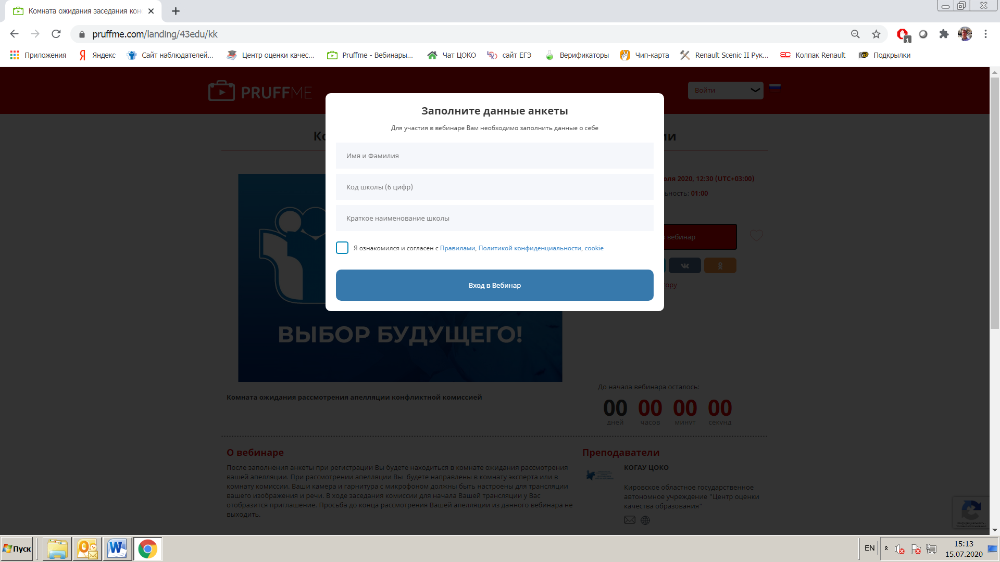 Комната ожидания заседания кон
pruffme.com/landing/43edu/kk
1
Приложения
Яндекс
Сайт наблюдателей...
Центр оценки качес...
Pruffme - Вебинары...
Чат ЦОКО
сайт ЕГЭ
Верификаторы
Чип-карта
Renault Scenic II Рук...
Колпак Renault
Подкрылки
PRUFFME
Войти
Заполните данные анкеты
Для участия в вебинаре Вам необходимо заполнить данные о себе
Имя и Фамилия
Код школы (6 цифр)
Краткое наименование школы
Я ознакомился и согласен с Правилами, Политикой конфиденциальности, cookie
Вход в Вебинар
2020, 12:30 (UTC+03:00)
01:00
вебинар
ВЫБОР БУДУЩЕГО!
Комната ожидания рассмотрения апелляции конфликтной комиссией
До начала вебинара осталось:
00 00 00 00
дней часов минут секунд
О вебинаре
После заполнения анкеты при регистрации Вы будете находиться в комнате ожидания рассмотрения
вашей апелляции. При рассмотрении апелляции Вы будете направлены в комнату эксперта или в
комнату комиссии. Ваши камера и гарнитура с микрофоном должны быть настроены для трансляции
вашего изображения и речи. В ходе заседания комиссии для начала Вашей трансляции у Вас
отобразится приглашение. Просьба до конца рассмотрения Вашей апелляции из данного вебинара не
выходить.
Преподаватели
КОГАУ ЦОКО
Кировское областное государственное
автономное учреждение "Центр оценки
качества образования"
Пуск
EN
15:13
15.07.2020